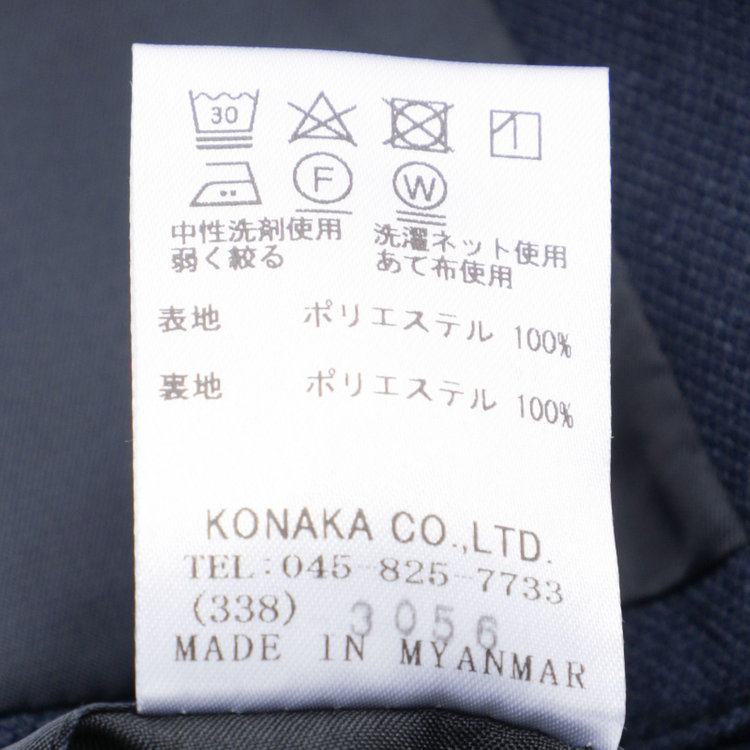 30
F W
中性洗剤使用 洗濯ネット使用
弱く絞る あて布使用
表地 ポリエステル 100%
裏地 ポリエステル 100%
KONAKA CO.,LTD.
TEL:045-825-7733
(338) 3056
MADE IN MYANMAR